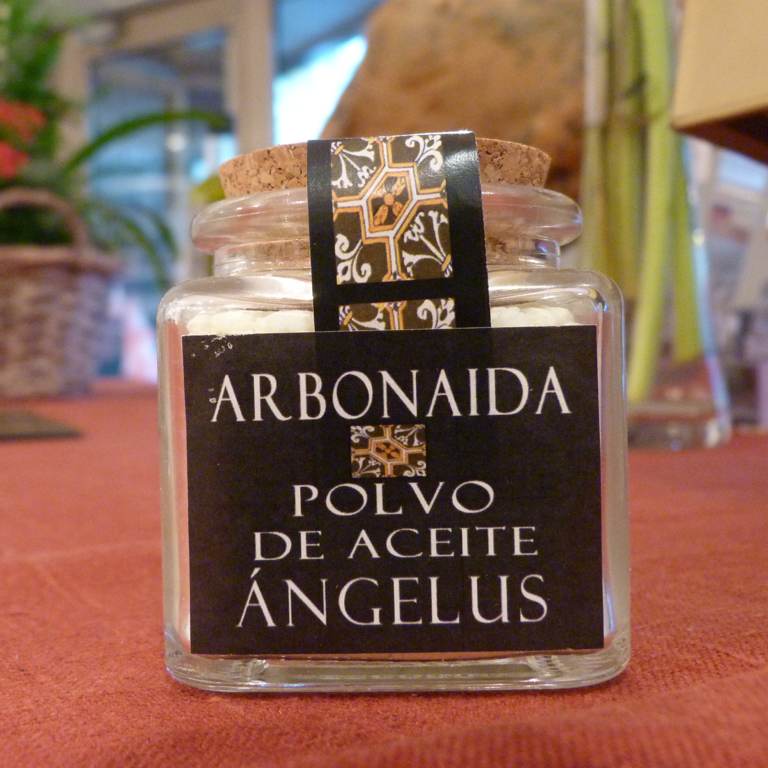 ARBONAIDA
POLVO
DE ACEITE
ÁNGELUS